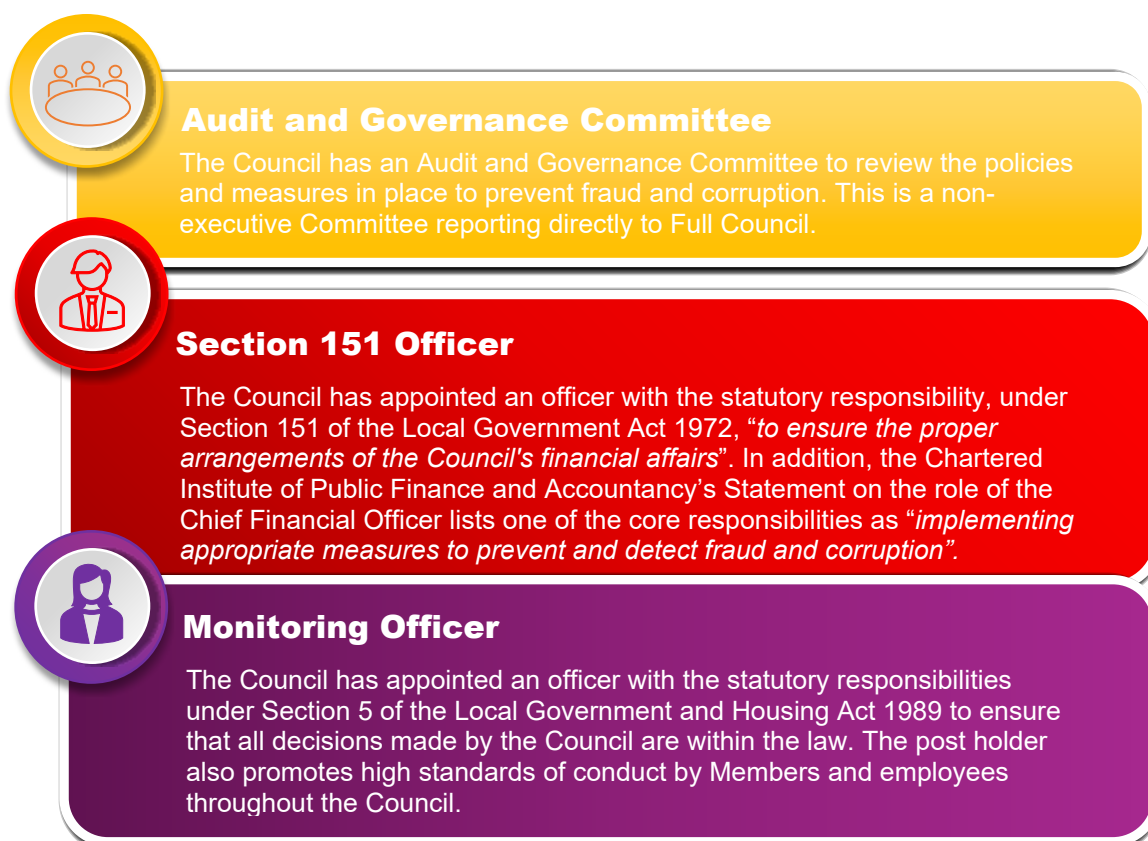 Audit and Governance Committee
The Council has an Audit and Governance Committee to review the policies
and measures in place to prevent fraud and corruption. This is a non-
executive Committee reporting directly to Full Council.
Section 151 Officer
The Council has appointed an officer with the statutory responsibility, under
Section 151 of the Local Government Act 1972, “to ensure the proper
arrangements of the Council's financial affairs”. In addition, the Chartered
Institute of Public Finance and Accountancy’s Statement on the role of the
Chief Financial Officer lists one of the core responsibilities as “implementing
appropriate measures to prevent and detect fraud and corruption”.
Monitoring Officer
The Council has appointed an officer with the statutory responsibilities
under Section 5 of the Local Government and Housing Act 1989 to ensure
that all decisions made by the Council are within the law. The post holder
also promotes high standards of conduct by Members and employees
throughout the Council.